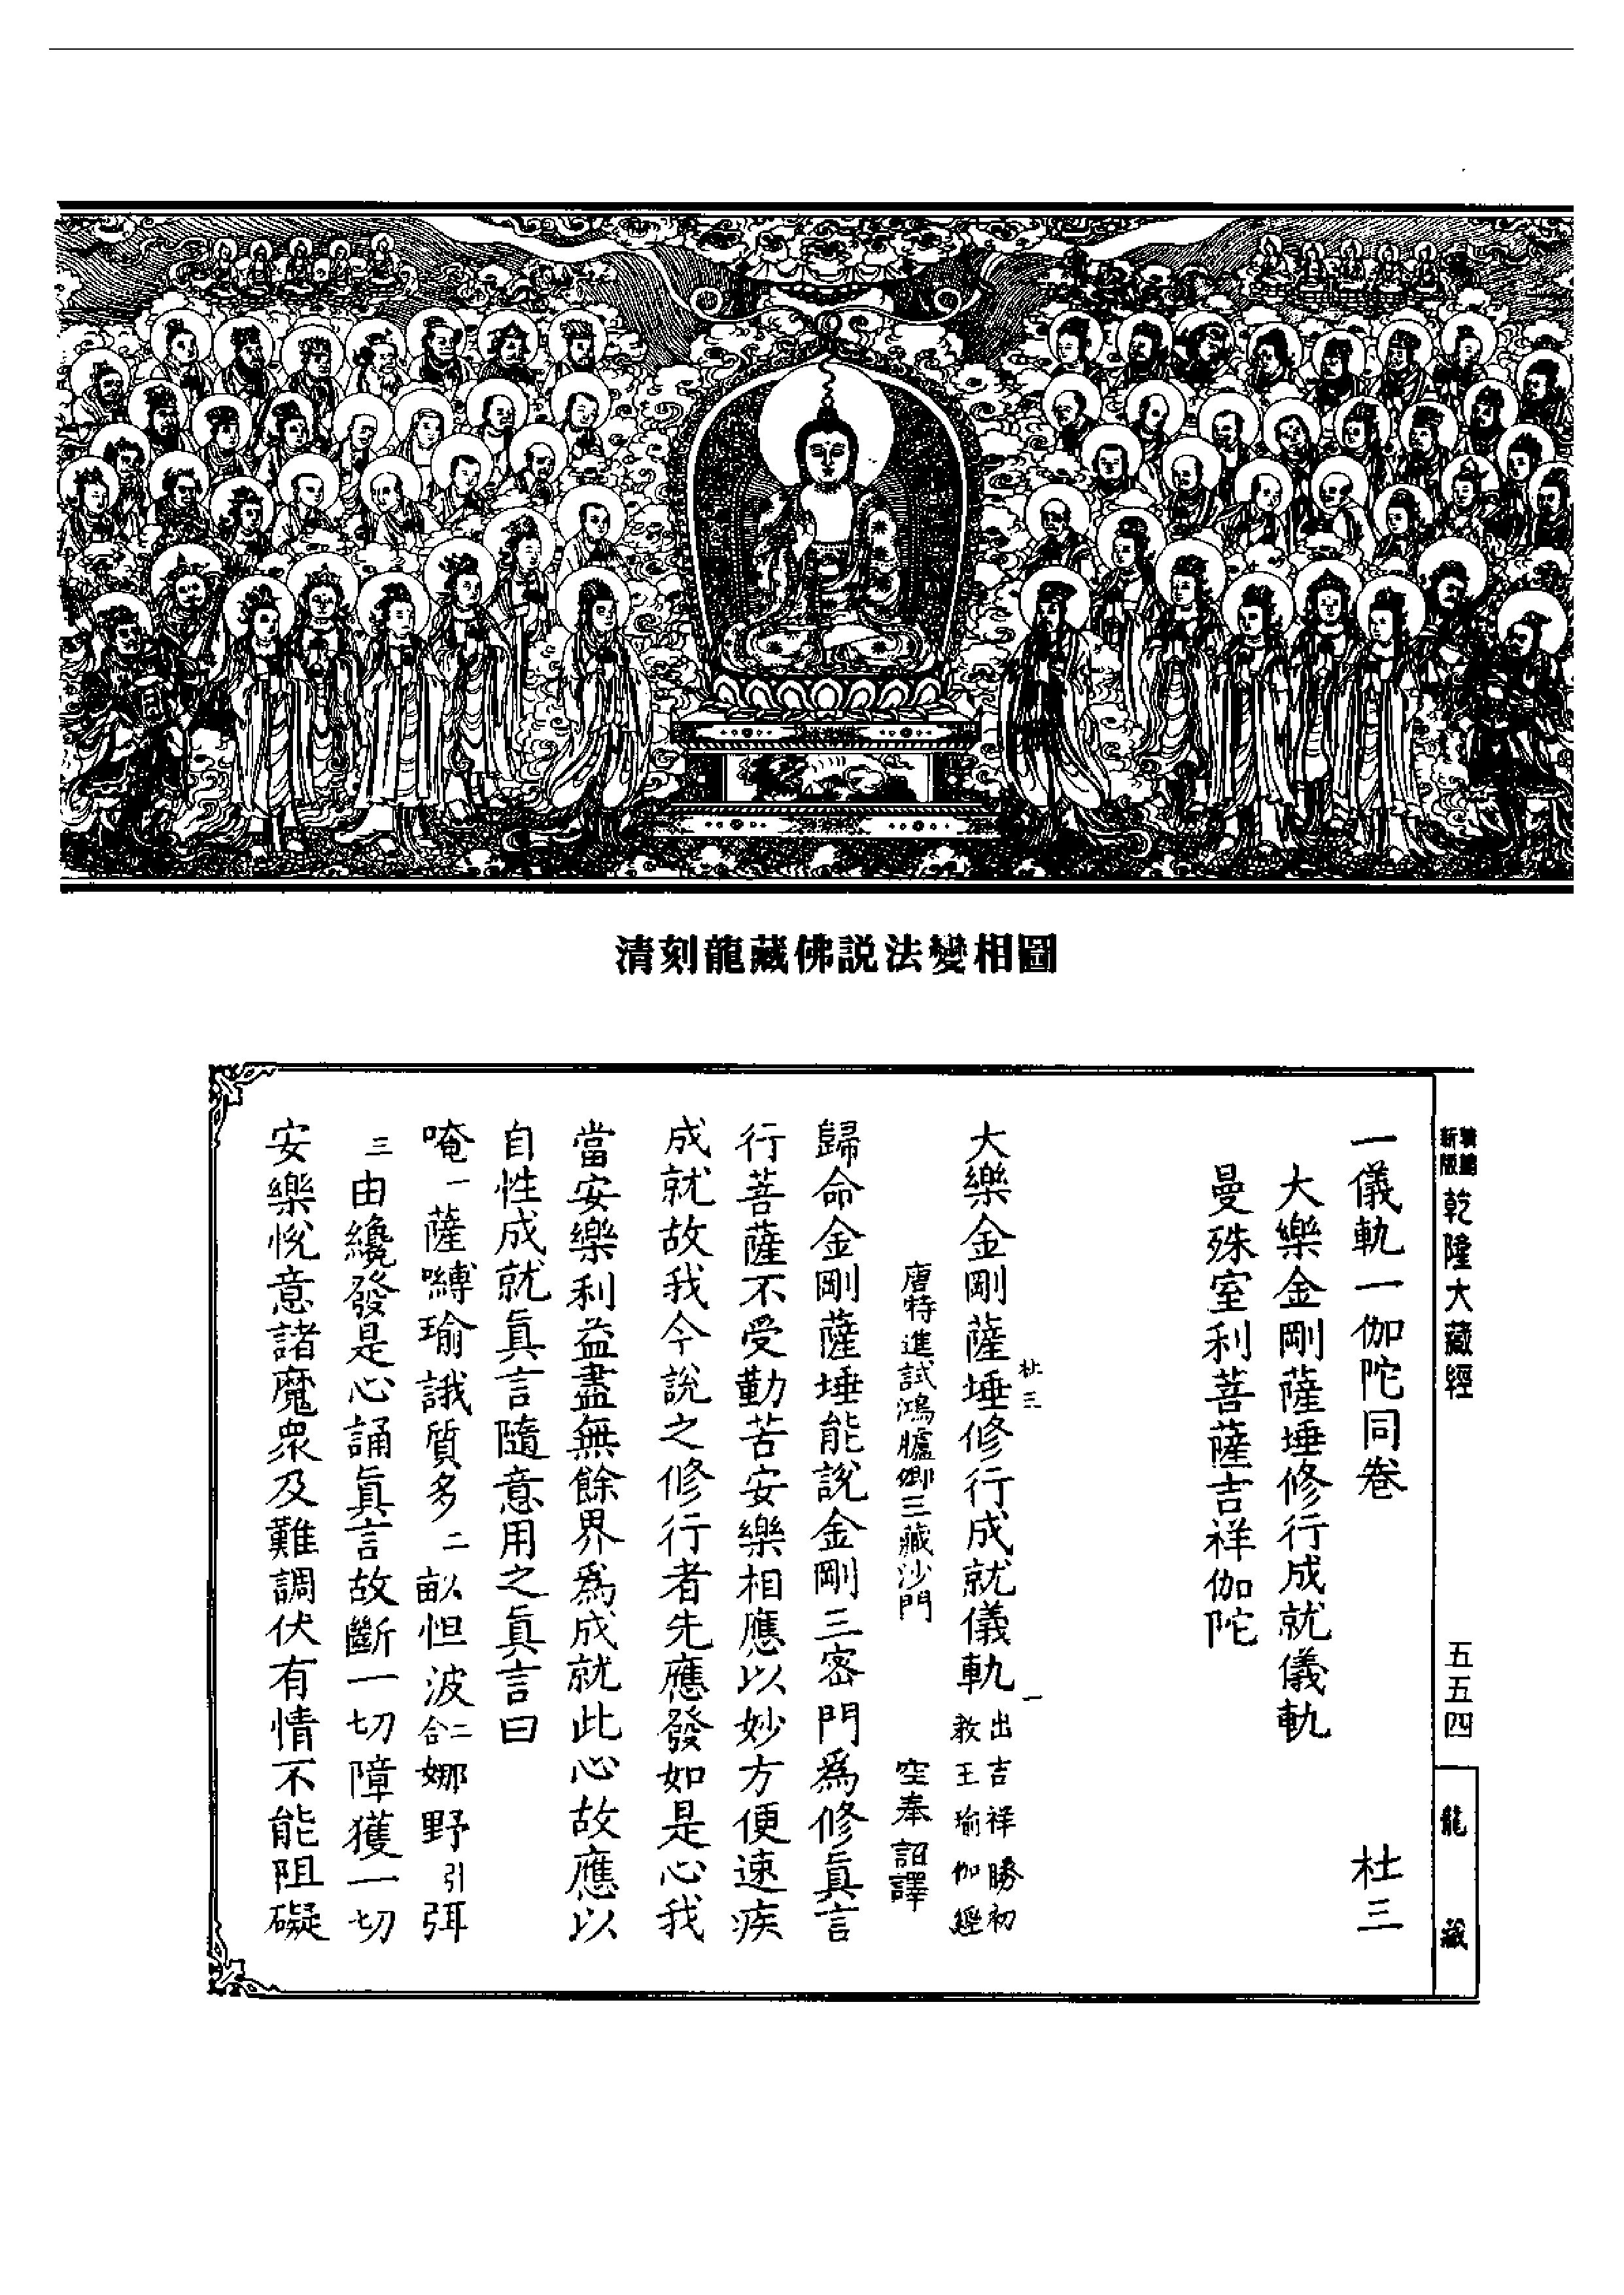 清刻龍藏佛説法變相圖
新版
乾隆大藏經
五五四
龍藏
一儀軌一伽陀同卷 杜三
大樂金剛薩埵修行成就儀軌
曼殊室利菩薩吉祥伽陀
杜三 一
大樂金剛薩埵修行成就儀軌 出吉祥勝初教王瑜伽經
唐特進試鴻臚卿三藏沙門 空奉 詔譯
歸命金剛薩埵能說金剛三密門為修真言
行菩薩不受勤苦安樂相應以妙方便速疾
成就故我今說之修行者先應發如是心我
當安樂利益盡無餘界為成就此心故應以
自性成就真言隨意用之真言曰
唵一薩嚩瑜誐質多二畝怛波二合娜野引弭
三由纔發是心誦真言故斷一切障獲一切
安樂悅意諸魔眾及難調伏有情不能阻礙